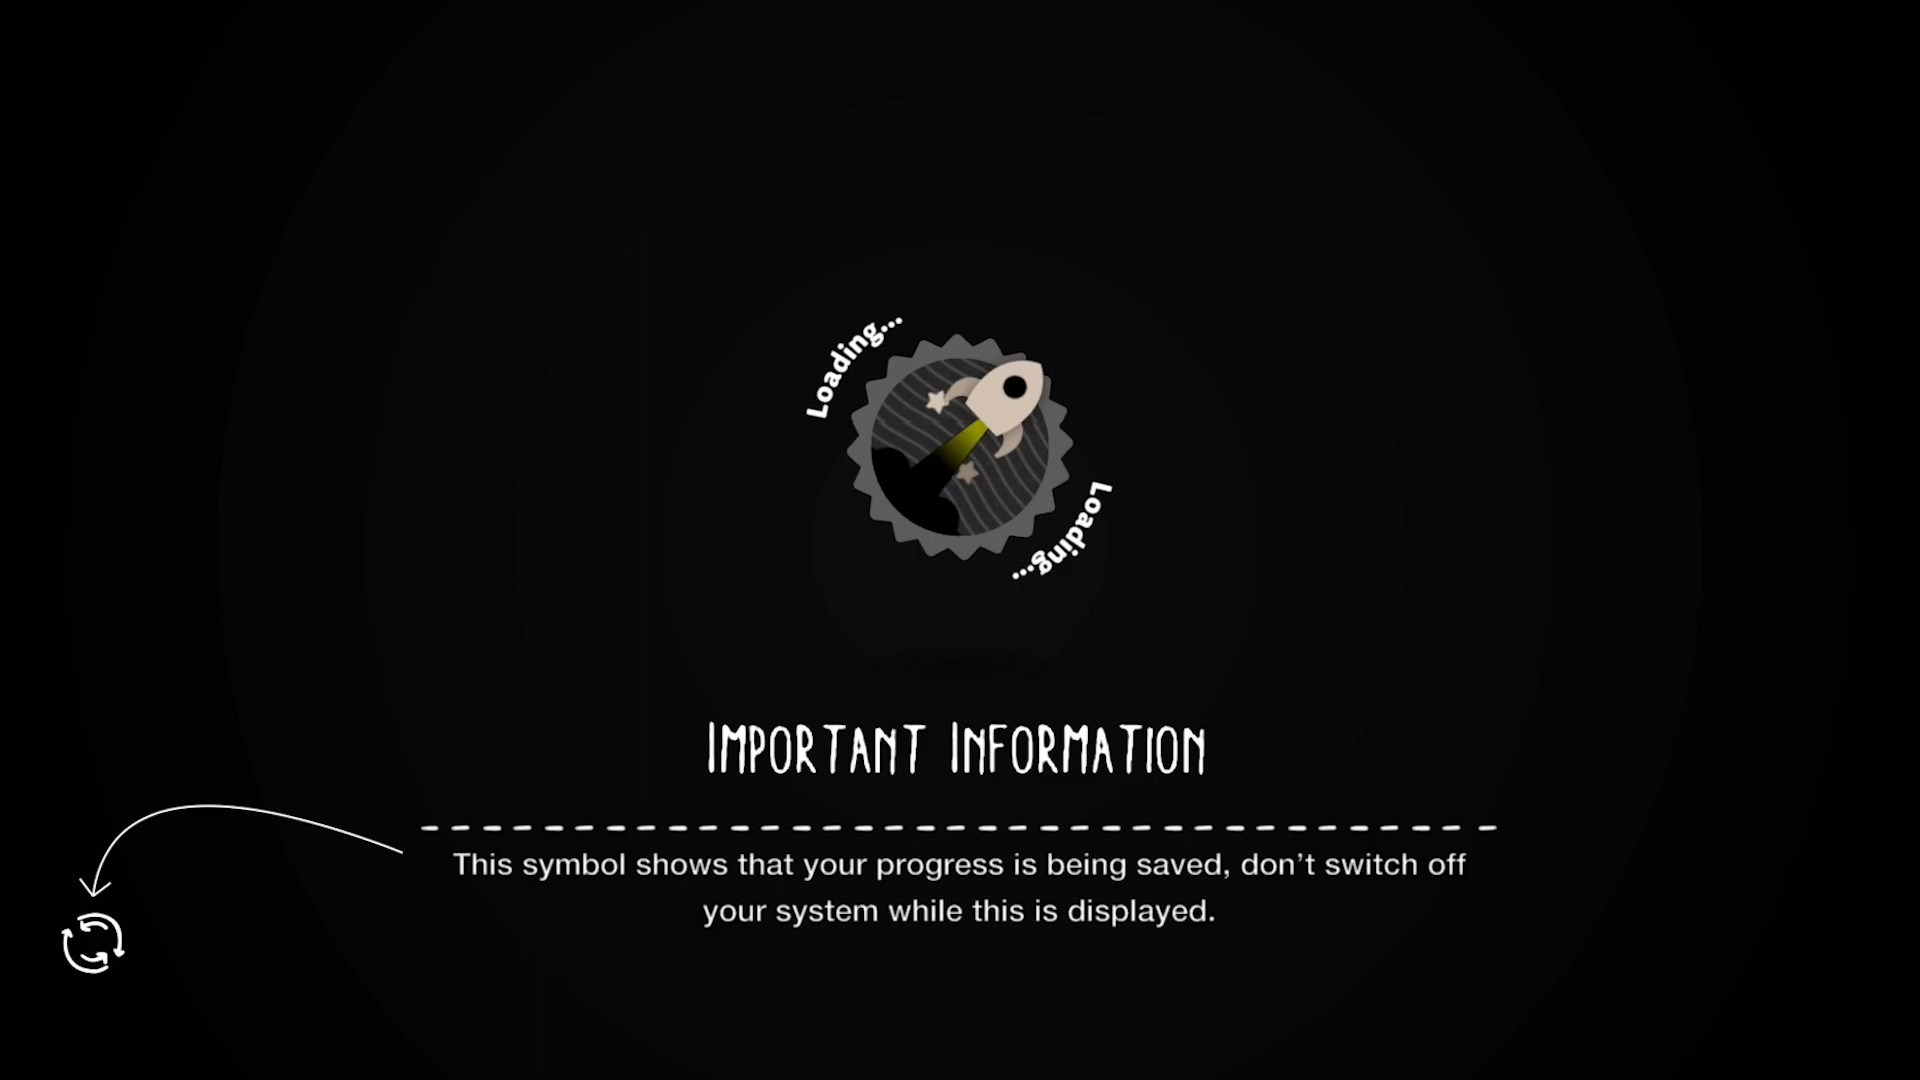 Loading...
Loading...
Important Information
This symbol shows that your progress is being saved, don’t switch off
your system while this is displayed.